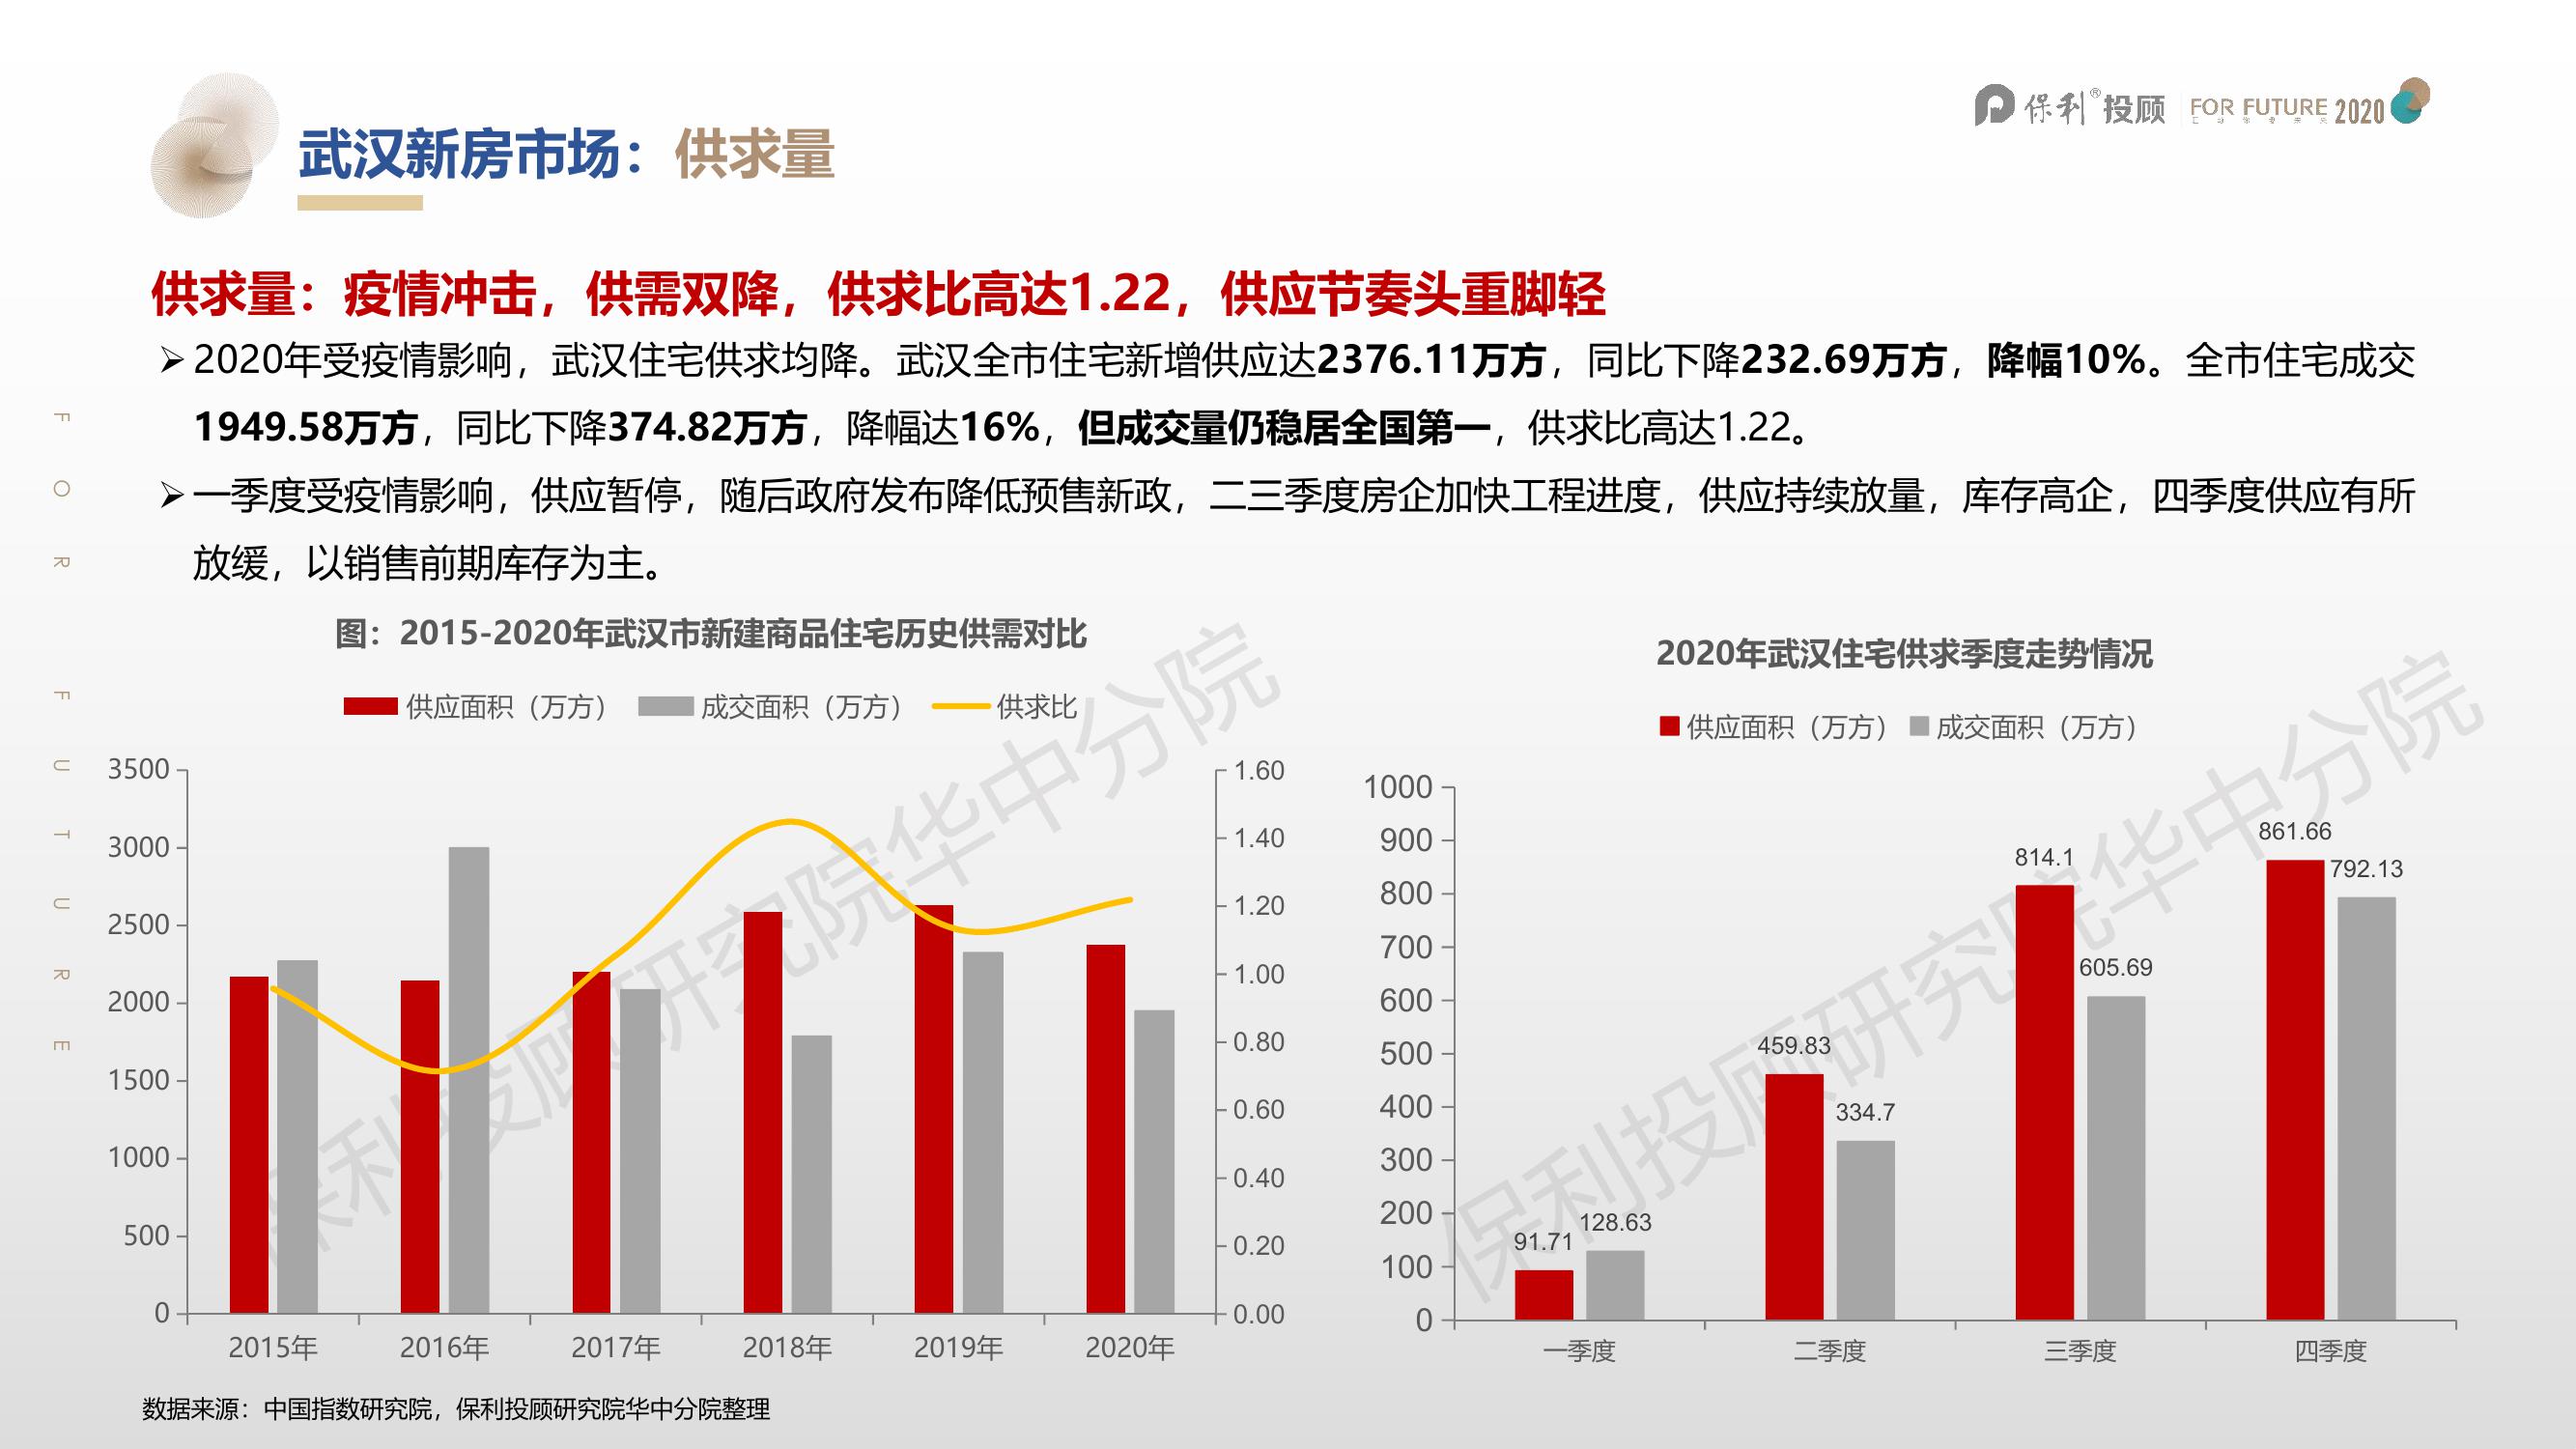 保利®投顾 FOR FUTURE 2020
武汉新房市场：供求量
供求量：疫情冲击，供需双降，供求比高达1.22，供应节奏头重脚轻
➢2020年受疫情影响，武汉住宅供求均降。武汉全市住宅新增供应达2376.11万方，同比下降232.69万方，降幅10%。全市住宅成交
1949.58万方，同比下降374.82万方，降幅达16%，但成交量仍稳居全国第一，供求比高达1.22。
➢一季度受疫情影响，供应暂停，随后政府发布降低预售新政，二三季度房企加快工程进度，供应持续放量，库存高企，四季度供应有所
放缓，以销售前期库存为主。
FOR FUTURE
图：2015-2020年武汉市新建商品住宅历史供需对比
供应面积（万方） 成交面积（万方） 供求比
3500
3000
2500
2000
1500
1000
500
0
1.60
1.40
1.20
1.00
0.80
0.60
0.40
0.20
0.00
2015年 2016年 2017年 2018年 2019年 2020年
保利投顾研究院华中分院
2020年武汉住宅供求季度走势情况
供应面积（万方） 成交面积（万方）
1000
900
800
700
600
500
400
300
200
100
0
91.71
128.63
459.83
334.7
814.1
605.69
861.66
792.13
一季度 二季度 三季度 四季度
保利投顾研究院华中分院
数据来源：中国指数研究院，保利投顾研究院华中分院整理